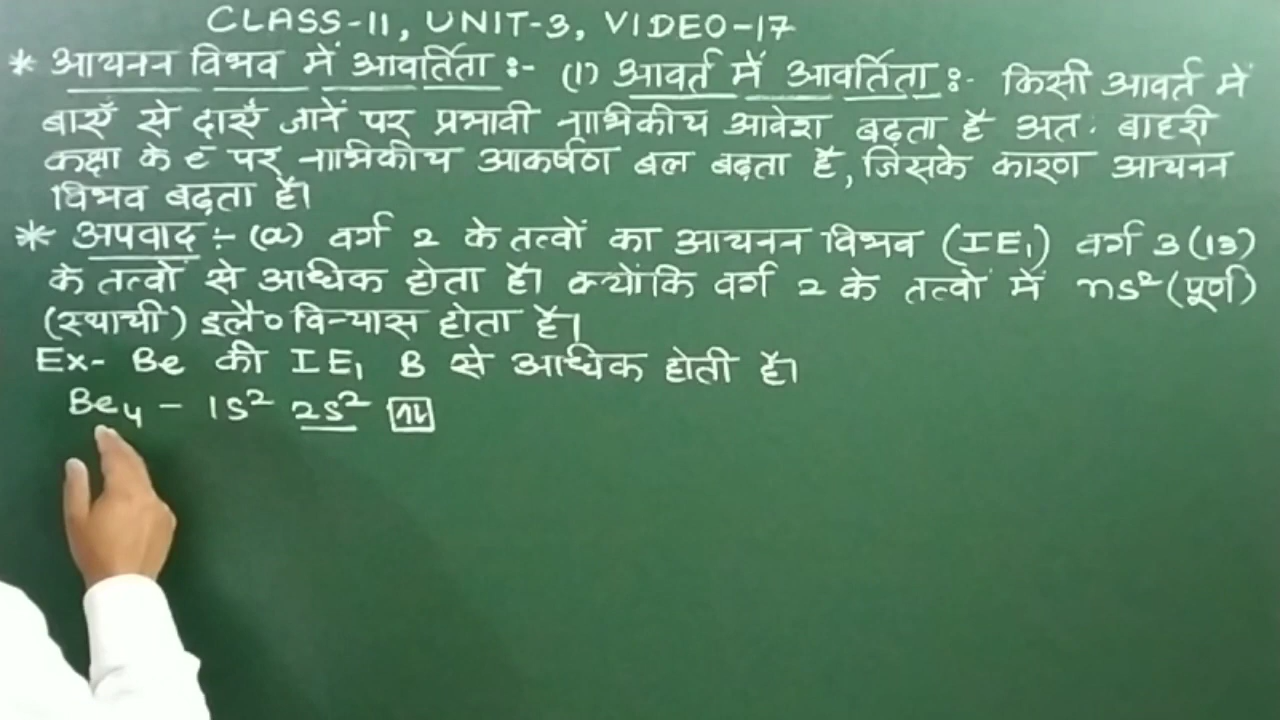 CLASS-11, UNIT-3, VIDEO-17
* आयनन विभव में आवर्तिता :- (1) आवर्त में आवर्तिता :- किसी आवर्त में
बाएँ से दाएँ जानें पर प्रभावी नाभिकीय आवेश बढ़ता है अतः बाहरी
कक्षा के e⁻ पर नाभिकीय आकर्षण बल बढ़ता है, जिसके कारण आयनन
विभव बढ़ता है।
* अपवाद :- (a) वर्ग 2 के तत्वों का आयनन विभव (IE₁) वर्ग 3 (13)
के तत्वों से अधिक होता है। क्योंकि वर्ग 2 के तत्वों में ns² (पूर्ण)
(स्थायी) इलै० विन्यास होता है।
Ex- Be की IE₁ B से अधिक होती है।
Be₄ - 1S² 2S² ⇅